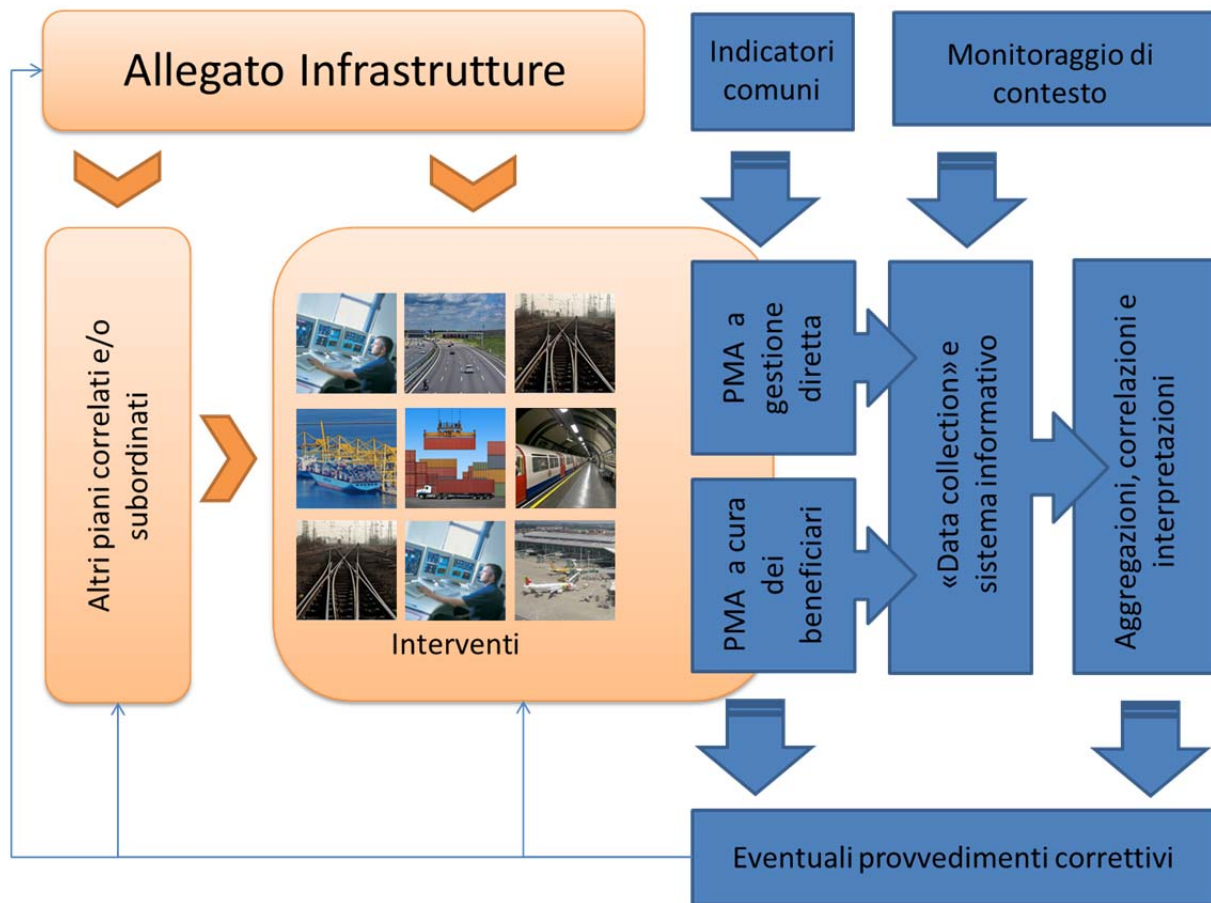 Allegato Infrastrutture
Indicatori
comuni
Monitoraggio di
contesto
Altri piani correlati e/o
subordinati
Interventi
PMA a
gestione
diretta
PMA a cura
dei
beneficiari
«Data collection» e
sistema informativo
Aggregazioni, correlazioni e
interpretazioni
Eventuali provvedimenti correttivi